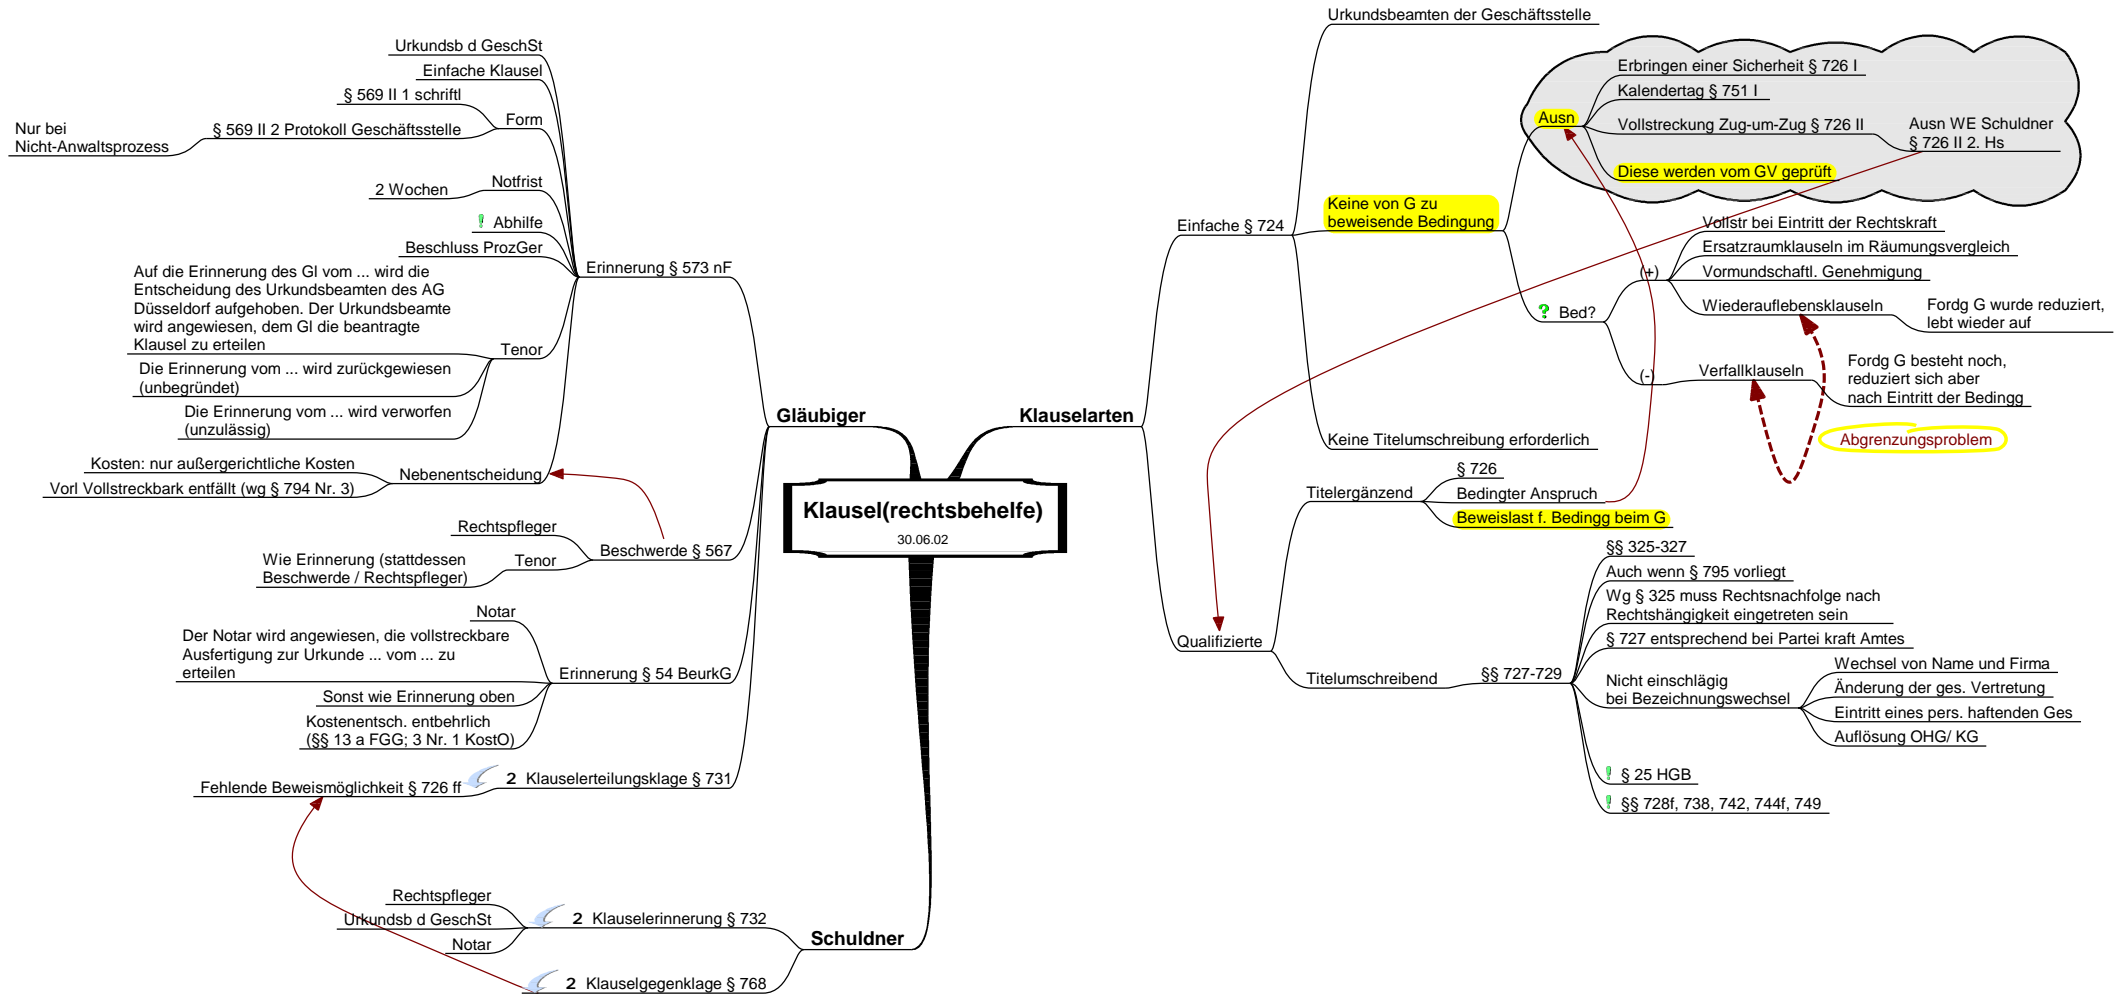 Klausel(rechtsbehelfe)
30.06.02
Klauselarten
Einfache § 724
Urkundsbeamten der Geschäftsstelle
Keine von G zu
beweisende Bedingung
Ausn
Erbringen einer Sicherheit § 726 I
Kalendertag § 751 I
Vollstreckung Zug-um-Zug § 726 II
Ausn WE Schuldner
§ 726 II 2. Hs
Diese werden vom GV geprüft
? Bed?
(+)
Vollstr bei Eintritt der Rechtskraft
Ersatzraumklauseln im Räumungsvergleich
Vormundschaftl. Genehmigung
Wiederauflebensklauseln
Fordg G wurde reduziert,
lebt wieder auf
(-)
Verfallklauseln
Fordg G besteht noch,
reduziert sich aber
nach Eintritt der Bedingg
Abgrenzungsproblem
Keine Titelumschreibung erforderlich
Qualifizierte
Titelergänzend
§ 726
Bedingter Anspruch
Beweislast f. Bedingg beim G
Titelumschreibend
§§ 727-729
§§ 325-327
Auch wenn § 795 vorliegt
Wg § 325 muss Rechtsnachfolge nach
Rechtshängigkeit eingetreten sein
§ 727 entsprechend bei Partei kraft Amtes
Nicht einschlägig
bei Bezeichnungswechsel
Wechsel von Name und Firma
Änderung der ges. Vertretung
Eintritt eines pers. haftenden Ges
Auflösung OHG/ KG
! § 25 HGB
! §§ 728f, 738, 742, 744f, 749
Gläubiger
Erinnerung § 573 nF
Urkundsb d GeschSt
Einfache Klausel
Form
§ 569 II 1 schriftl
§ 569 II 2 Protokoll Geschäftsstelle
Nur bei
Nicht-Anwaltsprozess
Notfrist
2 Wochen
! Abhilfe
Beschluss ProzGer
Tenor
Auf die Erinnerung des Gl vom ... wird die
Entscheidung des Urkundsbeamten des AG
Düsseldorf aufgehoben. Der Urkundsbeamte
wird angewiesen, dem Gl die beantragte
Klausel zu erteilen
Die Erinnerung vom ... wird zurückgewiesen
(unbegründet)
Die Erinnerung vom ... wird verworfen
(unzulässig)
Nebenentscheidung
Kosten: nur außergerichtliche Kosten
Vorl Vollstreckbark entfällt (wg § 794 Nr. 3)
Beschwerde § 567
Rechtspfleger
Tenor
Wie Erinnerung (stattdessen
Beschwerde / Rechtspfleger)
Erinnerung § 54 BeurkG
Notar
Der Notar wird angewiesen, die vollstreckbare
Ausfertigung zur Urkunde ... vom ... zu
erteilen
Sonst wie Erinnerung oben
Kostenentsch. entbehrlich
(§§ 13 a FGG; 3 Nr. 1 KostO)
2 Klauselerteilungsklage § 731
Fehlende Beweismöglichkeit § 726 ff
Schuldner
2 Klauselerinnerung § 732
Rechtspfleger
Urkundsb d GeschSt
Notar
2 Klauselgegenklage § 768